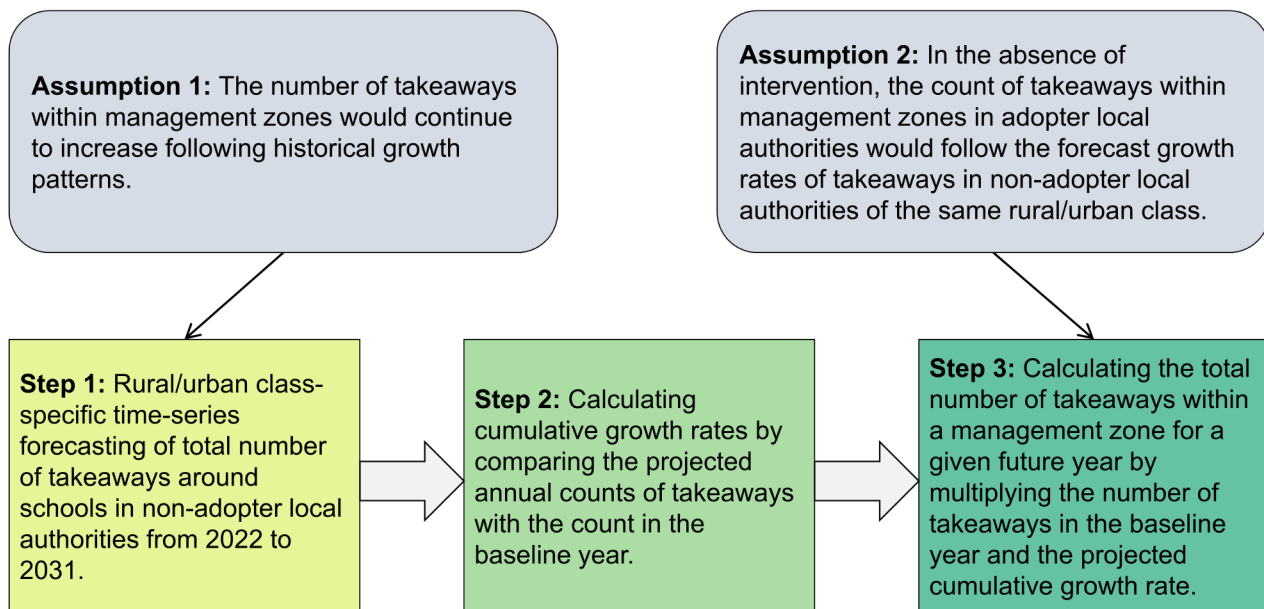 Assumption 1: The number of takeaways
within management zones would continue
to increase following historical growth
patterns.
Assumption 2: In the absence of
intervention, the count of takeaways within
management zones in adopter local
authorities would follow the forecast growth
rates of takeaways in non-adopter local
authorities of the same rural/urban class.
Step 1: Rural/urban class-
specific time-series
forecasting of total number
of takeaways around
schools in non-adopter local
authorities from 2022 to
2031.
Step 2: Calculating
cumulative growth rates by
comparing the projected
annual counts of takeaways
with the count in the
baseline year.
Step 3: Calculating the total
number of takeaways within
a management zone for a
given future year by
multiplying the number of
takeaways in the baseline
year and the projected
cumulative growth rate.